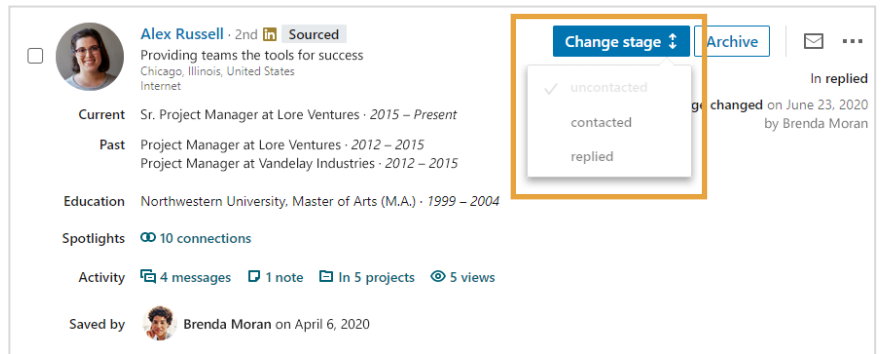 Alex Russell · 2nd in Sourced
Change stage
Archive
Providing teams the tools for success
Chicago, Illinois, United States
Internet
In replied
uncontacted
contacted
replied
changed on June 23, 2020
by Brenda Moran
Current Sr. Project Manager at Lore Ventures · 2015 – Present
Past Project Manager at Lore Ventures · 2012 – 2015
Project Manager at Vandelay Industries · 2012 – 2015
Education Northwestern University, Master of Arts (M.A.) · 1999 – 2004
Spotlights 10 connections
Activity 4 messages 1 note In 5 projects 5 views
Saved by Brenda Moran on April 6, 2020